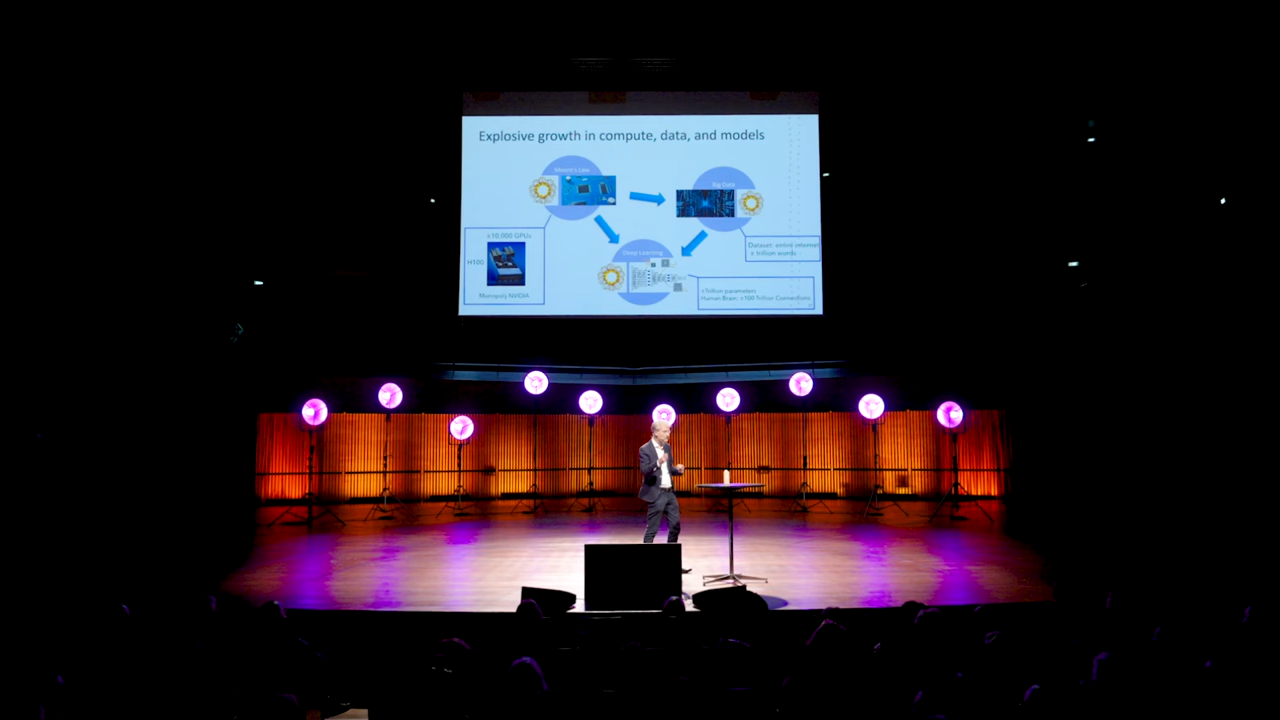 Explosive growth in compute, data, and models
Moore's Law
Big Data
±10.000 GPUs
H100
Monopoly NVIDIA
Deep Learning
Dataset: entire internet
± trillion words
±Trillion parameters
Human Brain: ±100 Trillion Connections